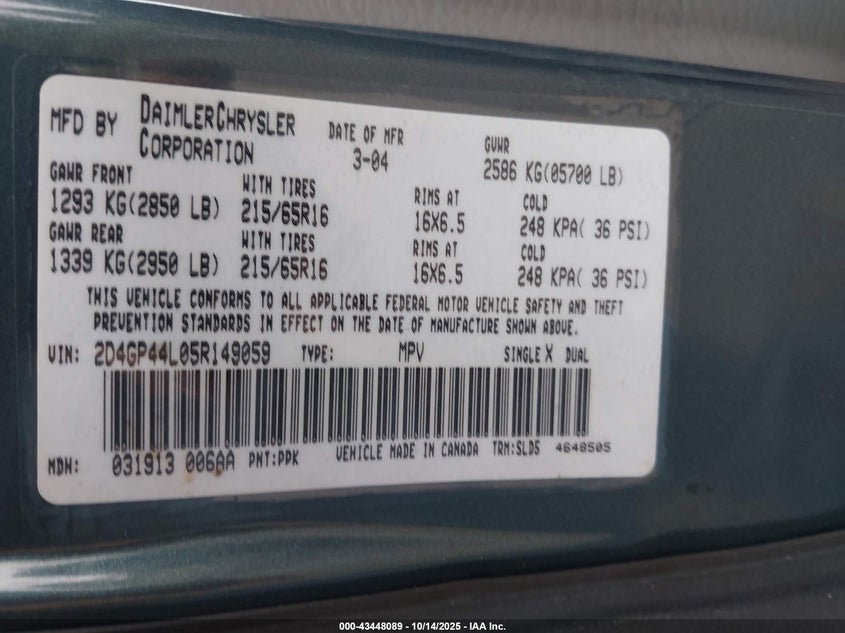 MFD BY DAIMLERCHRYSLER CORPORATION DATE OF MFR 3-04 GVWR 2586 KG(05700 LB)
GAWR FRONT WITH TIRES RIMS AT COLD
1293 KG(2850 LB) 215/65R16 16X6.5 248 KPA( 36 PSI)
GAWR REAR WITH TIRES RIMS AT COLD
1339 KG(2950 LB) 215/65R16 16X6.5 248 KPA( 36 PSI)
THIS VEHICLE CONFORMS TO ALL APPLICABLE FEDERAL MOTOR VEHICLE SAFETY AND THEFT
PREVENTION STANDARDS IN EFFECT ON THE DATE OF MANUFACTURE SHOWN ABOVE.
VIN: 2D4GP44L05R149059 TYPE: MPV SINGLE X DUAL
MDH: 031913 006AA PNT:PPK VEHICLE MADE IN CANADA TRM:SLD5 4648505
000-43448089 - 10/14/2025 - IAA Inc.